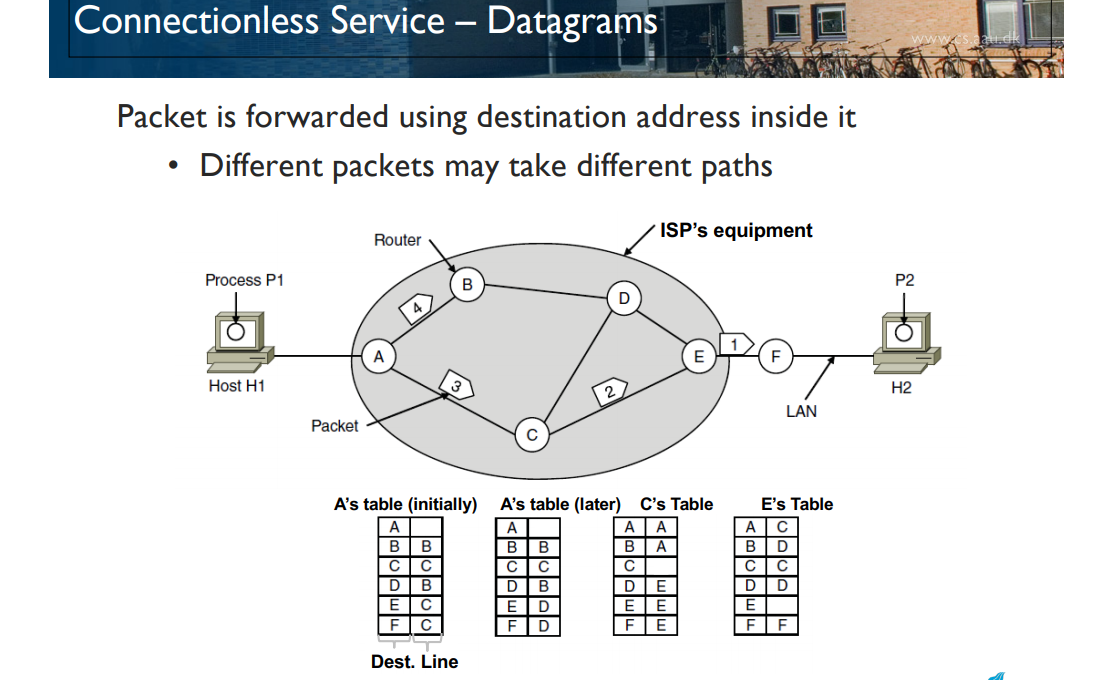 Connectionless Service – Datagrams
www.cs.aau.dk
Packet is forwarded using destination address inside it
• Different packets may take different paths
Router
ISP’s equipment
Process P1
P2
B
D
4
A
E
1
F
Host H1
3
2
H2
LAN
Packet
C
A’s table (initially) A’s table (later) C’s Table E’s Table
A A A A A C
B B B B B A B D
C C C C C C C
D B D B D E D D
E C E D E E E
F C F D F E F F
Dest. Line